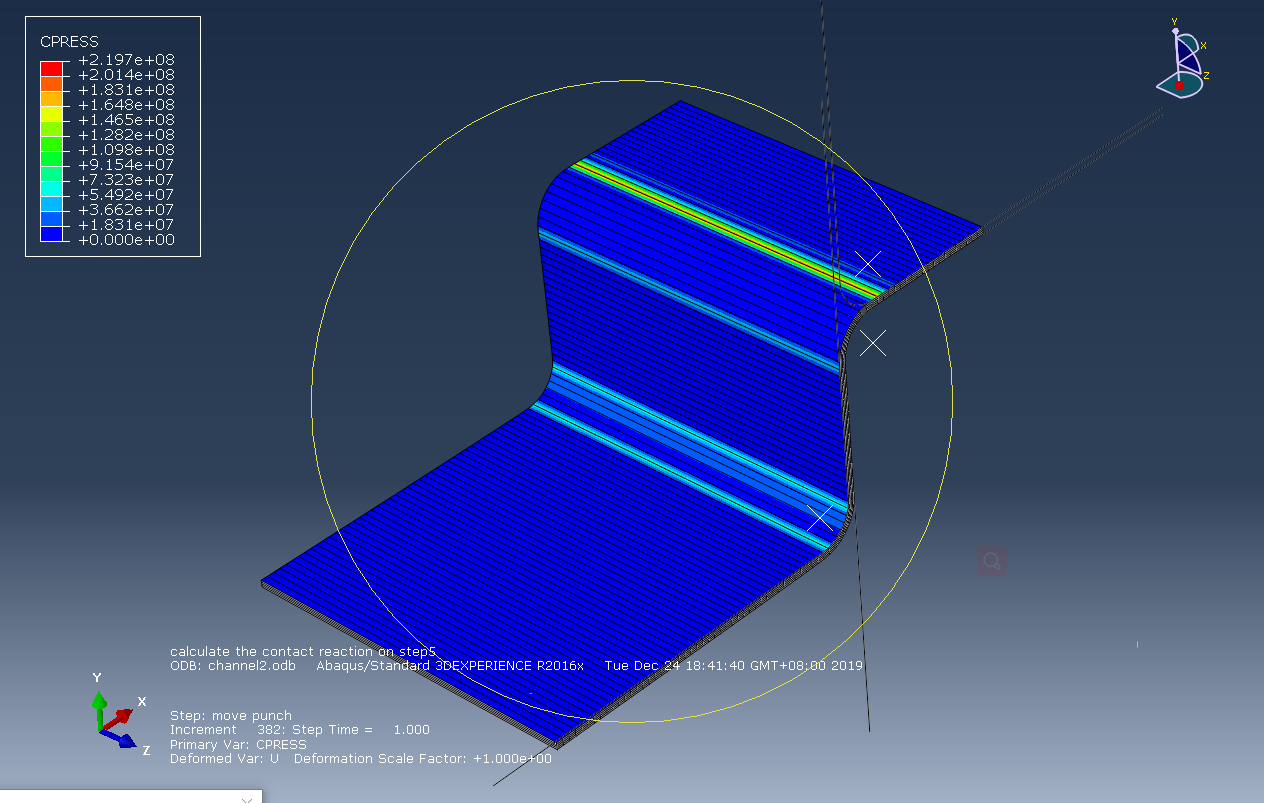 CPRESS
+2.197e+08
+2.014e+08
+1.831e+08
+1.648e+08
+1.465e+08
+1.282e+08
+1.098e+08
+9.154e+07
+7.323e+07
+5.492e+07
+3.662e+07
+1.831e+07
+0.000e+00
Y
X
Z
calculate the contact reaction on step5
ODB: channel2.odb Abaqus/Standard 3DEXPERIENCE R2016x Tue Dec 24 18:41:40 GMT+08:00 2019
Y
X
Z
Step: move punch
Increment 382: Step Time = 1.000
Primary Var: CPRESS
Deformed Var: U Deformation Scale Factor: +1.000e+00